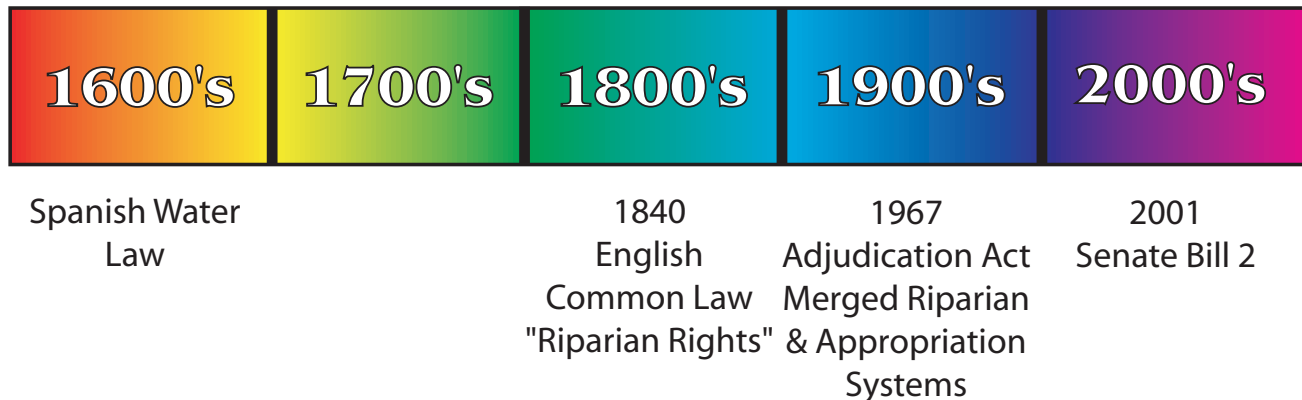 1600's
1700's
1800's
1900's
2000's
Spanish Water
Law
1840
English
Common Law
"Riparian Rights"
1967
Adjudication Act
Merged Riparian
& Appropriation
Systems
2001
Senate Bill 2